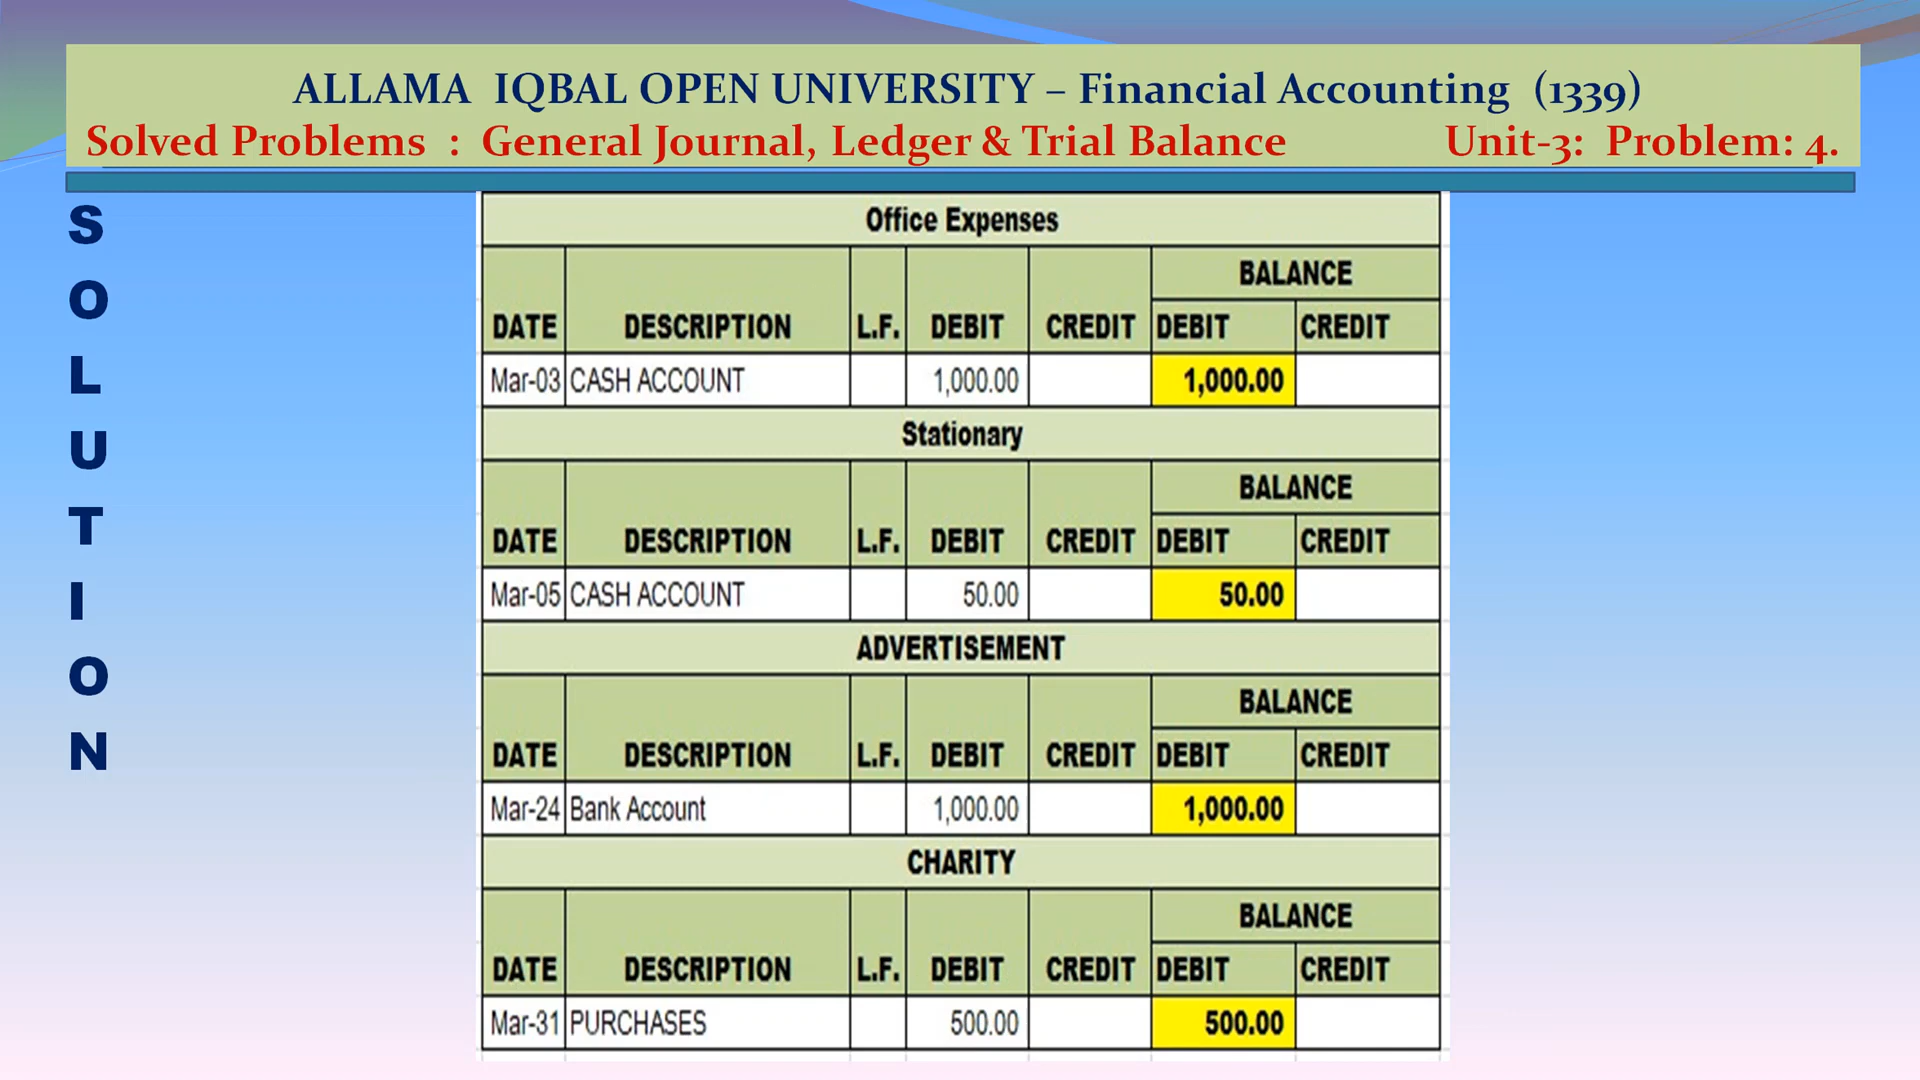 ALLAMA IQBAL OPEN UNIVERSITY – Financial Accounting (1339)
Solved Problems : General Journal, Ledger & Trial Balance Unit-3: Problem: 4.
S
O
L
U
T
I
O
N
Office Expenses
BALANCE
DATE DESCRIPTION L.F. DEBIT CREDIT DEBIT CREDIT
Mar-03 CASH ACCOUNT 1,000.00 1,000.00
Stationary
BALANCE
DATE DESCRIPTION L.F. DEBIT CREDIT DEBIT CREDIT
Mar-05 CASH ACCOUNT 50.00 50.00
ADVERTISEMENT
BALANCE
DATE DESCRIPTION L.F. DEBIT CREDIT DEBIT CREDIT
Mar-24 Bank Account 1,000.00 1,000.00
CHARITY
BALANCE
DATE DESCRIPTION L.F. DEBIT CREDIT DEBIT CREDIT
Mar-31 PURCHASES 500.00 500.00